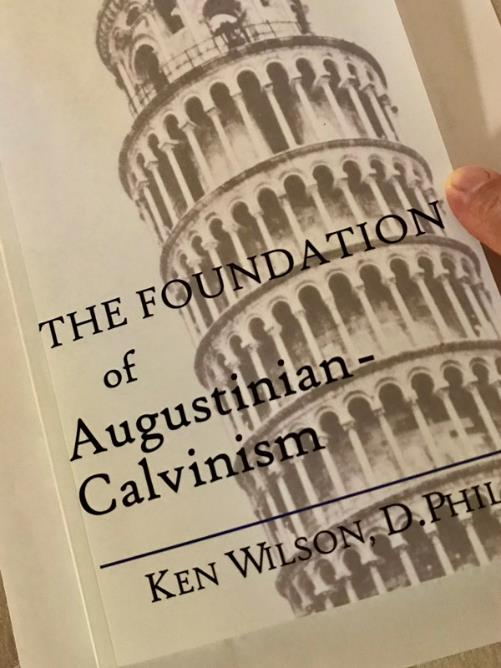 THE FOUNDATION
of
Augustinian-
Calvinism
KEN WILSON, D.PHIL